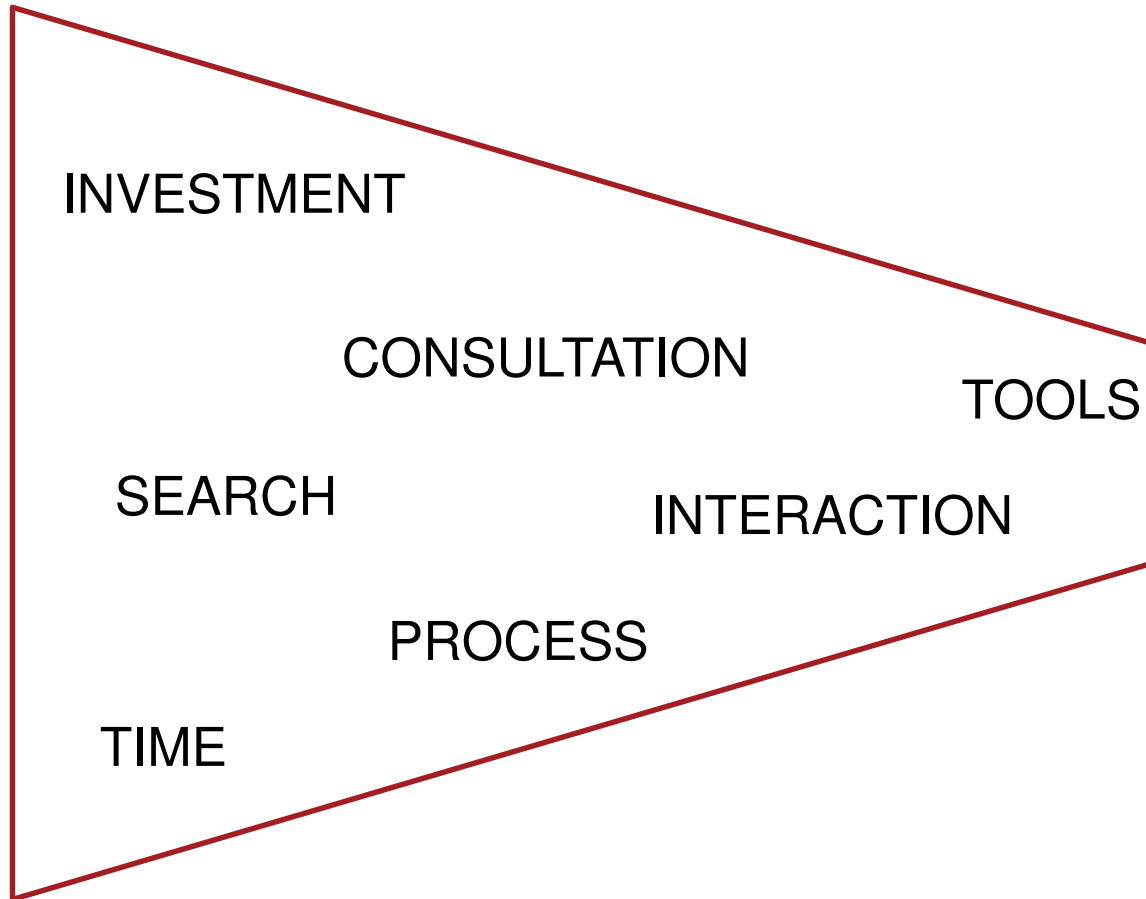 INVESTMENT
CONSULTATION
TOOLS
SEARCH
INTERACTION
PROCESS
TIME